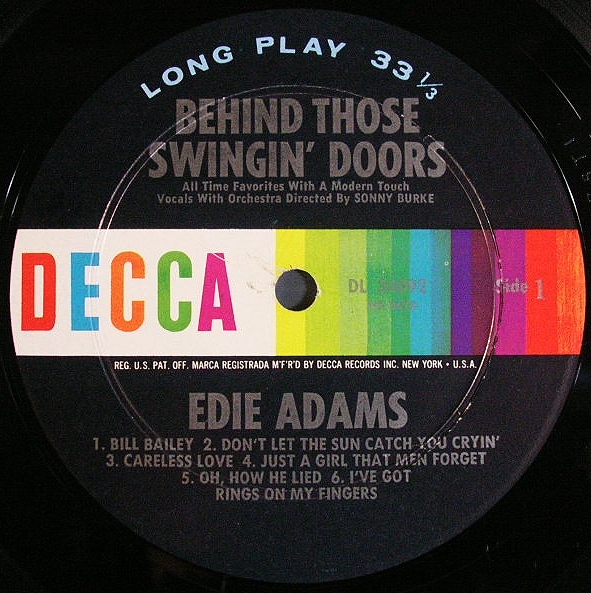 LONG PLAY 33 1/3
BEHIND THOSE
SWINGIN' DOORS
All Time Favorites With A Modern Touch
Vocals With Orchestra Directed By SONNY BURKE
DECCA
DL
Side 1
REG. U.S. PAT. OFF. MARCA REGISTRADA M'F'R'D BY DECCA RECORDS INC. NEW YORK • U.S.A.
EDIE ADAMS
1. BILL BAILEY 2. DON'T LET THE SUN CATCH YOU CRYIN'
3. CARELESS LOVE 4. JUST A GIRL THAT MEN FORGET
5. OH, HOW HE LIED 6. I'VE GOT
RINGS ON MY FINGERS